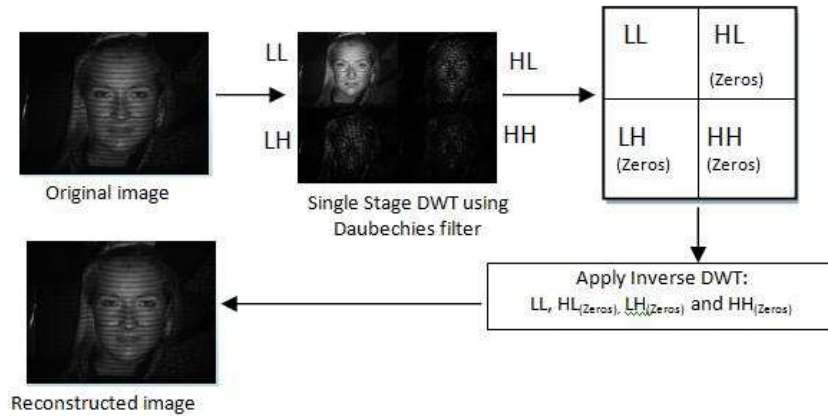 LL
HL
LH
HH
Original image
Single Stage DWT using
Daubechies filter
LL
HL
(Zeros)
LH
(Zeros)
HH
(Zeros)
Apply Inverse DWT:
LL, HL(Zeros), LH(Zeros) and HH(Zeros)
Reconstructed image